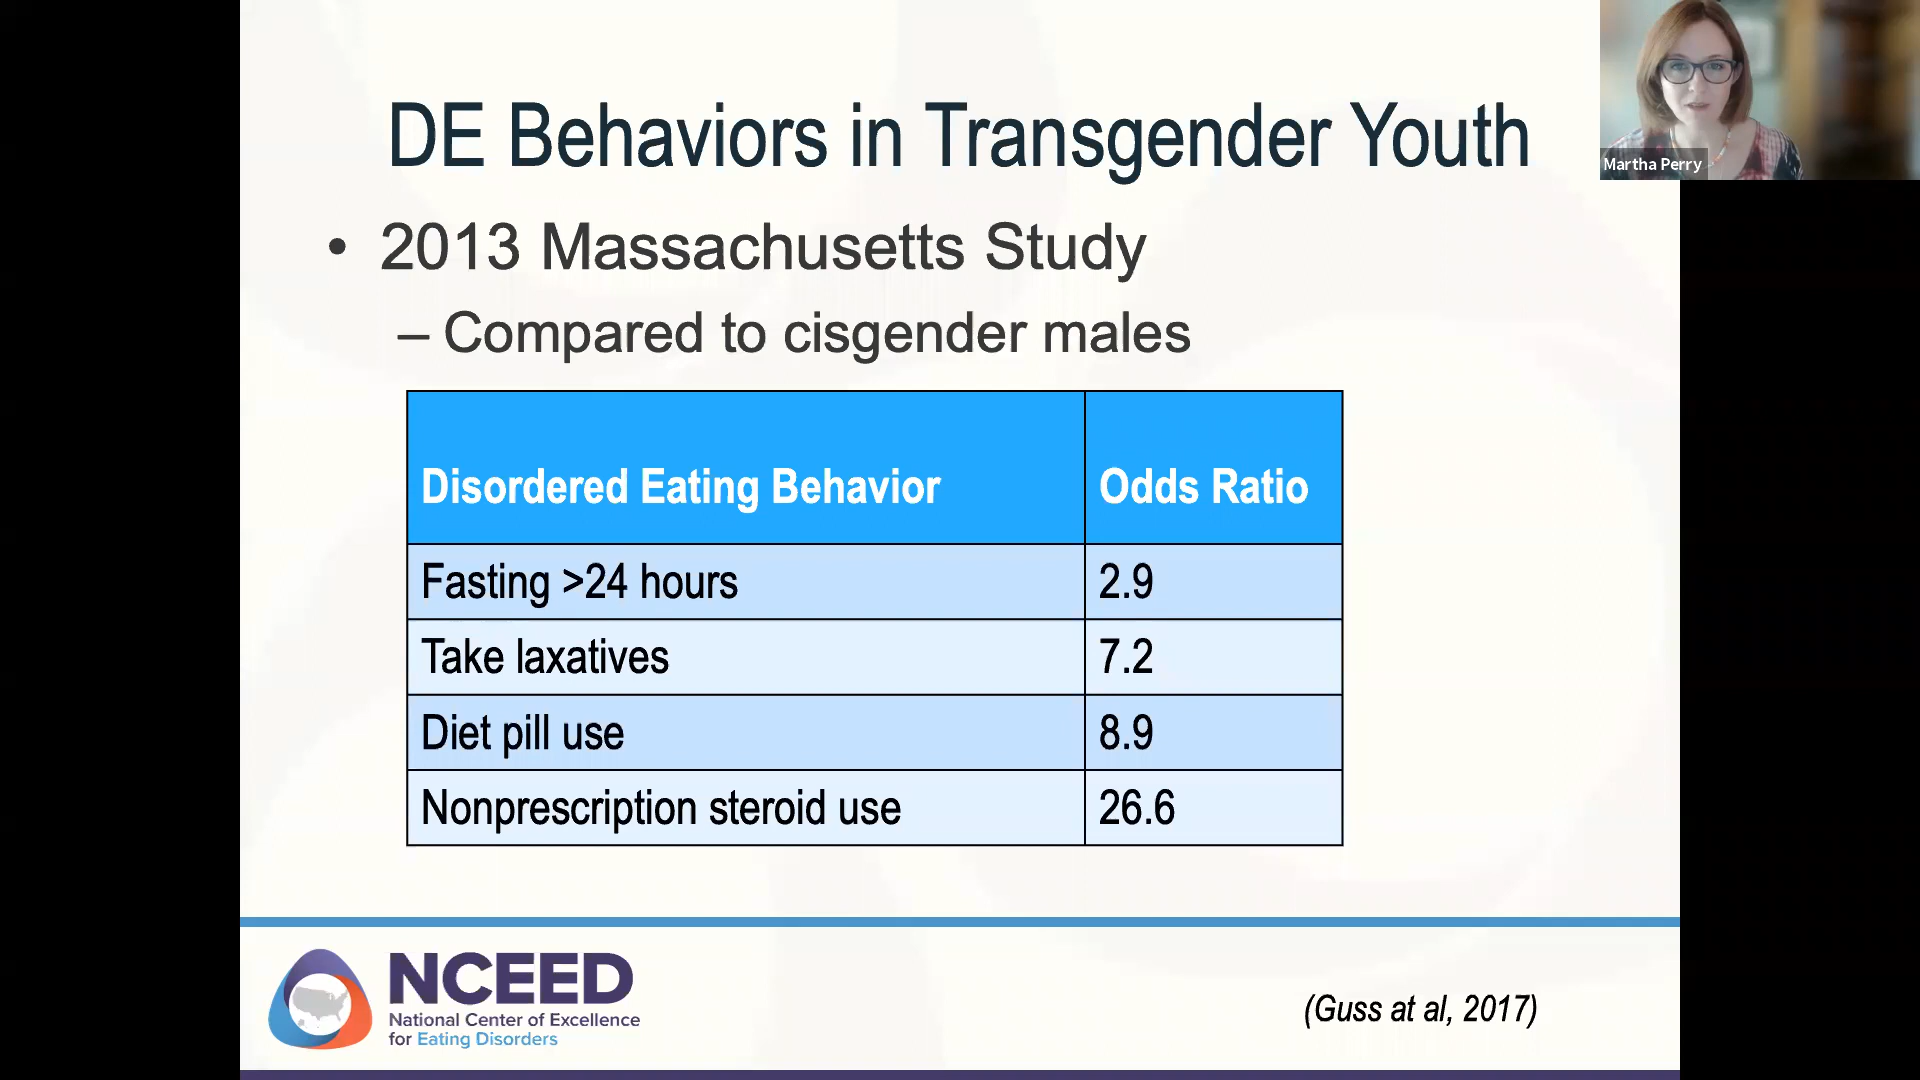 DE Behaviors in Transgender Youth
Martha Perry
• 2013 Massachusetts Study
– Compared to cisgender males
Disordered Eating Behavior Odds Ratio
Fasting >24 hours 2.9
Take laxatives 7.2
Diet pill use 8.9
Nonprescription steroid use 26.6
NCEED
National Center of Excellence
for Eating Disorders
(Guss at al, 2017)